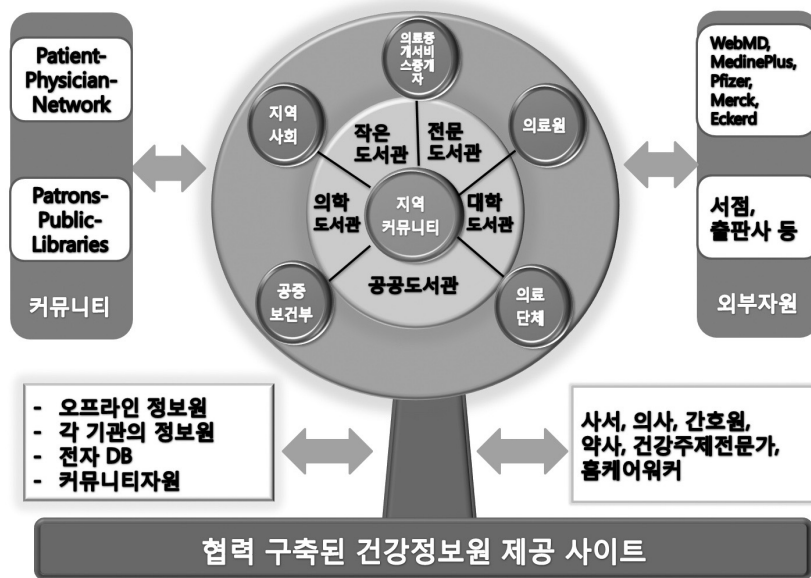 Patient-
Physician-
Network
Patrons-
Public-
Libraries
커뮤니티
의료중
개서비
스중개
자
지역
사회
의료원
작은
도서관
전문
도서관
의학
도서관
지역
커뮤니티
대학
도서관
공공도서관
공중
보건부
의료
단체
WebMD,
MedinePlus,
Pfizer,
Merck,
Eckerd
서점,
출판사 등
외부자원
- 오프라인 정보원
- 각 기관의 정보원
- 전자 DB
- 커뮤니티자원
사서, 의사, 간호원,
약사, 건강주제전문가,
홈케어워커
협력 구축된 건강정보원 제공 사이트